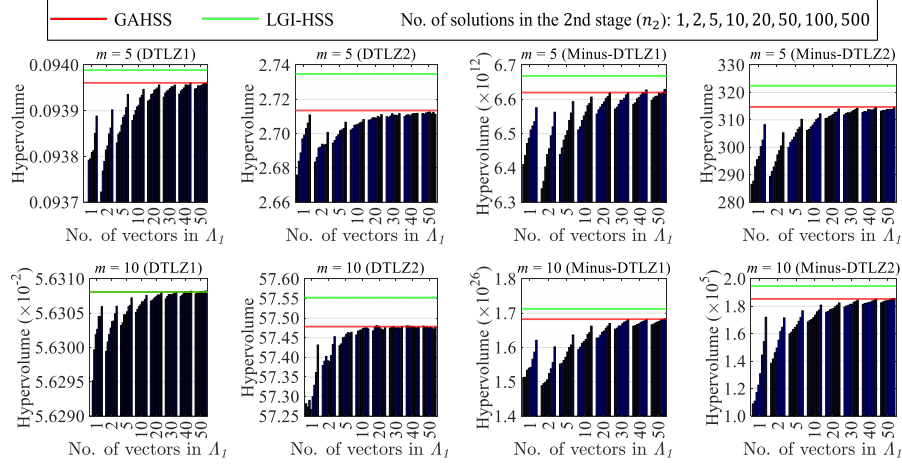 GAHSS LGI-HSS No. of solutions in the 2nd stage (n₂): 1, 2, 5, 10, 20, 50, 100, 500
m = 5 (DTLZ1)
Hypervolume
0.0940
0.0939
0.0938
0.0937
1 2 5 10 20 30 40 50
No. of vectors in Λ₁
m = 5 (DTLZ2)
Hypervolume
2.74
2.72
2.70
2.68
2.66
1 2 5 10 20 30 40 50
No. of vectors in Λ₁
m = 5 (Minus-DTLZ1)
Hypervolume (×10¹²)
6.7
6.6
6.5
6.4
6.3
1 2 5 10 20 30 40 50
No. of vectors in Λ₁
m = 5 (Minus-DTLZ2)
Hypervolume
330
320
310
300
290
280
1 2 5 10 20 30 40 50
No. of vectors in Λ₁
m = 10 (DTLZ1)
Hypervolume (×10⁻²)
5.6310
5.6305
5.6300
5.6295
5.6290
1 2 5 10 20 30 40 50
No. of vectors in Λ₁
m = 10 (DTLZ2)
Hypervolume
57.60
57.55
57.50
57.45
57.40
57.35
57.30
57.25
1 2 5 10 20 30 40 50
No. of vectors in Λ₁
m = 10 (Minus-DTLZ1)
Hypervolume (×10²⁶)
1.8
1.7
1.6
1.5
1.4
1 2 5 10 20 30 40 50
No. of vectors in Λ₁
m = 10 (Minus-DTLZ2)
Hypervolume (×10⁵)
2.0
1.8
1.6
1.4
1.2
1.0
1 2 5 10 20 30 40 50
No. of vectors in Λ₁